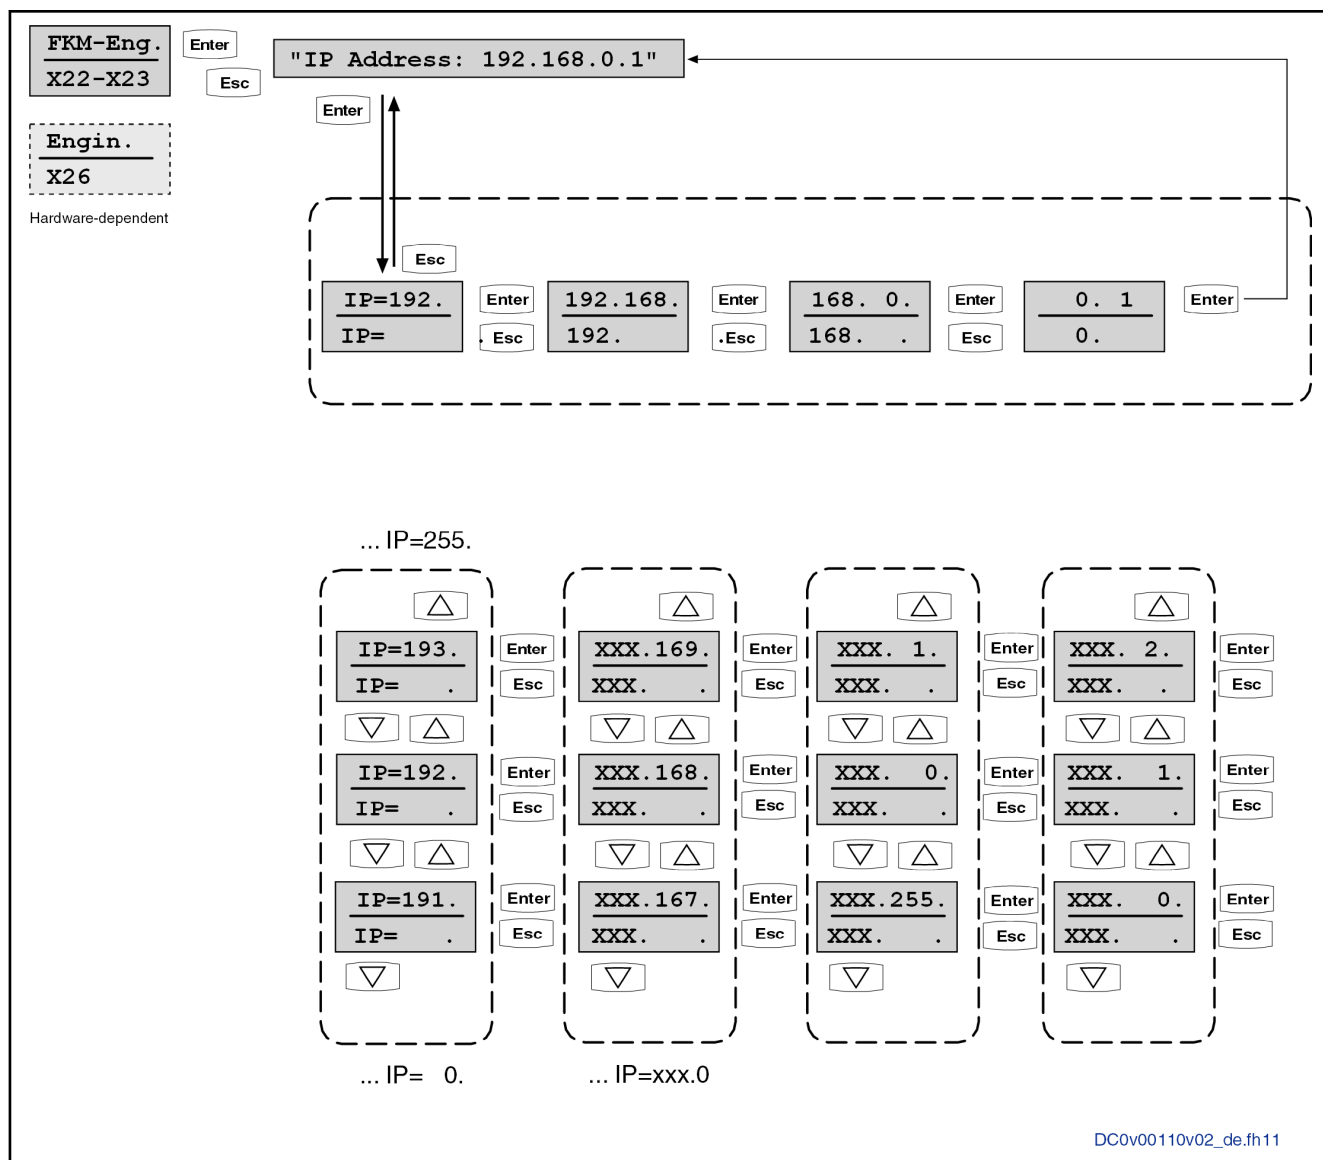 FKM-Eng.
X22-X23
Enter
Esc
"IP Address: 192.168.0.1"
Enter
Engin.
X26
Hardware-dependent
Esc
IP=192.
IP=     .
Enter
Esc
192.168.
192.     .
Enter
Esc
168. 0.
168.  .
Enter
Esc
0. 1
0.
Enter
... IP=255.
IP=193.
IP=   .
Enter
Esc
XXX.169.
XXX.   .
Enter
Esc
XXX. 1.
XXX.  .
Enter
Esc
XXX. 2.
XXX.  .
Enter
Esc
IP=192.
IP=   .
Enter
Esc
XXX.168.
XXX.   .
Enter
Esc
XXX.  0.
XXX.   .
Enter
Esc
XXX.  1.
XXX.   .
Enter
Esc
IP=191.
IP=   .
Enter
Esc
XXX.167.
XXX.   .
Enter
Esc
XXX.255.
XXX.   .
Enter
Esc
XXX.  0.
XXX.   .
Enter
Esc
... IP=   0.
... IP=xxx.0
DC0v00110v02_de.fh11